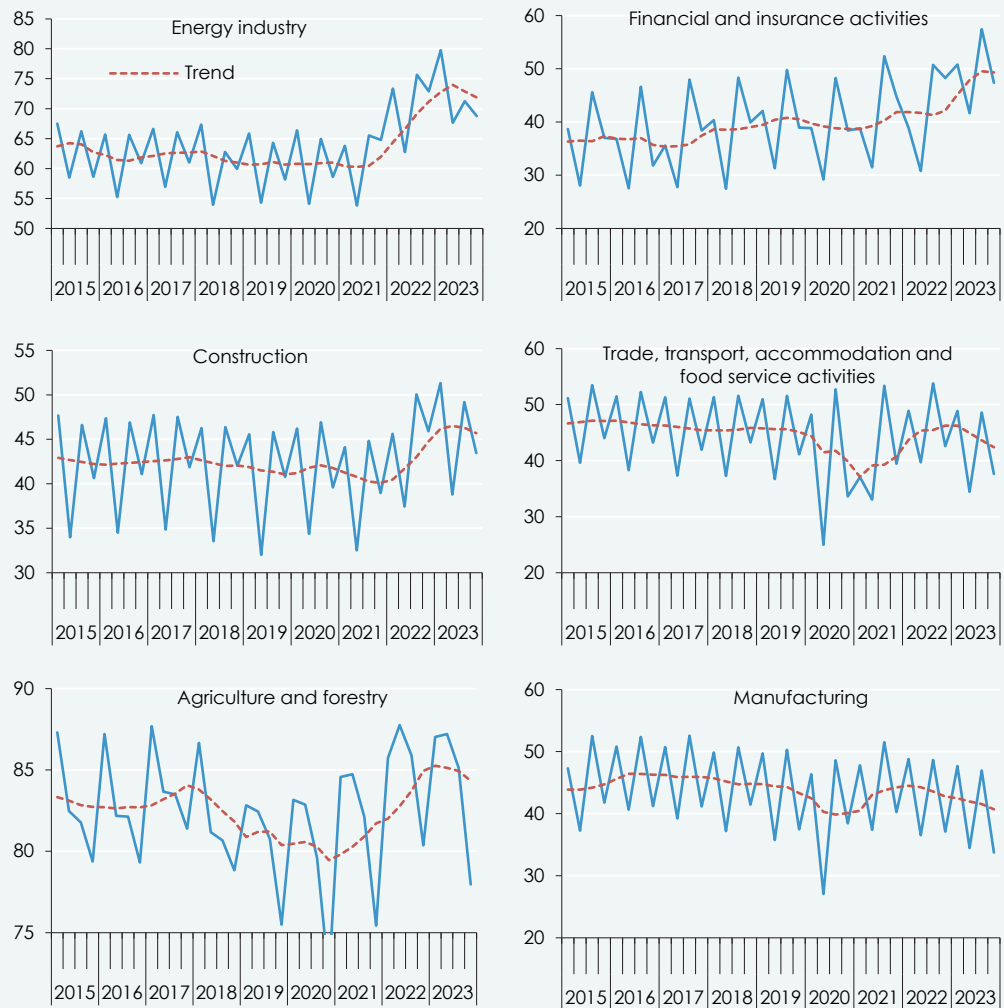 Energy industry
Trend
85
80
75
70
65
60
55
50
2015 2016 2017 2018 2019 2020 2021 2022 2023
Financial and insurance activities
60
50
40
30
20
2015 2016 2017 2018 2019 2020 2021 2022 2023
Construction
55
50
45
40
35
30
2015 2016 2017 2018 2019 2020 2021 2022 2023
Trade, transport, accommodation and
food service activities
60
50
40
30
20
2015 2016 2017 2018 2019 2020 2021 2022 2023
Agriculture and forestry
90
85
80
75
2015 2016 2017 2018 2019 2020 2021 2022 2023
Manufacturing
60
50
40
30
20
2015 2016 2017 2018 2019 2020 2021 2022 2023